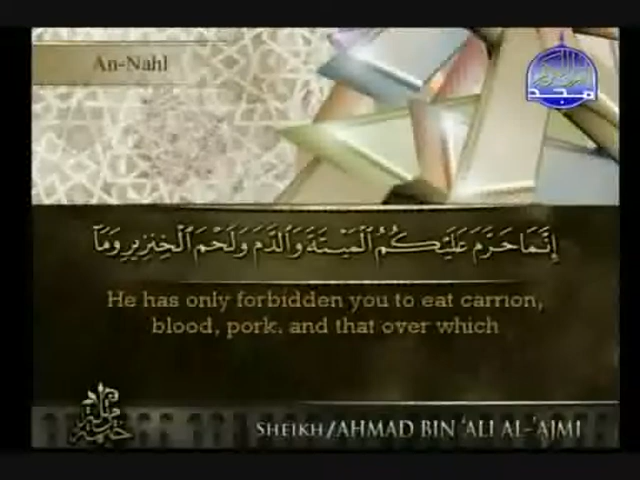 An-Nahl
مجد
إِنَّمَا حَرَّمَ عَلَيْكُمُ الْمَيْتَةَ وَالدَّمَ وَلَحْمَ الْخِنزِيرِ وَمَآ
He has only forbidden you to eat carrion,
blood, pork. and that over which
SHEIKH/AHMAD BIN 'ALI AL-'AJMI